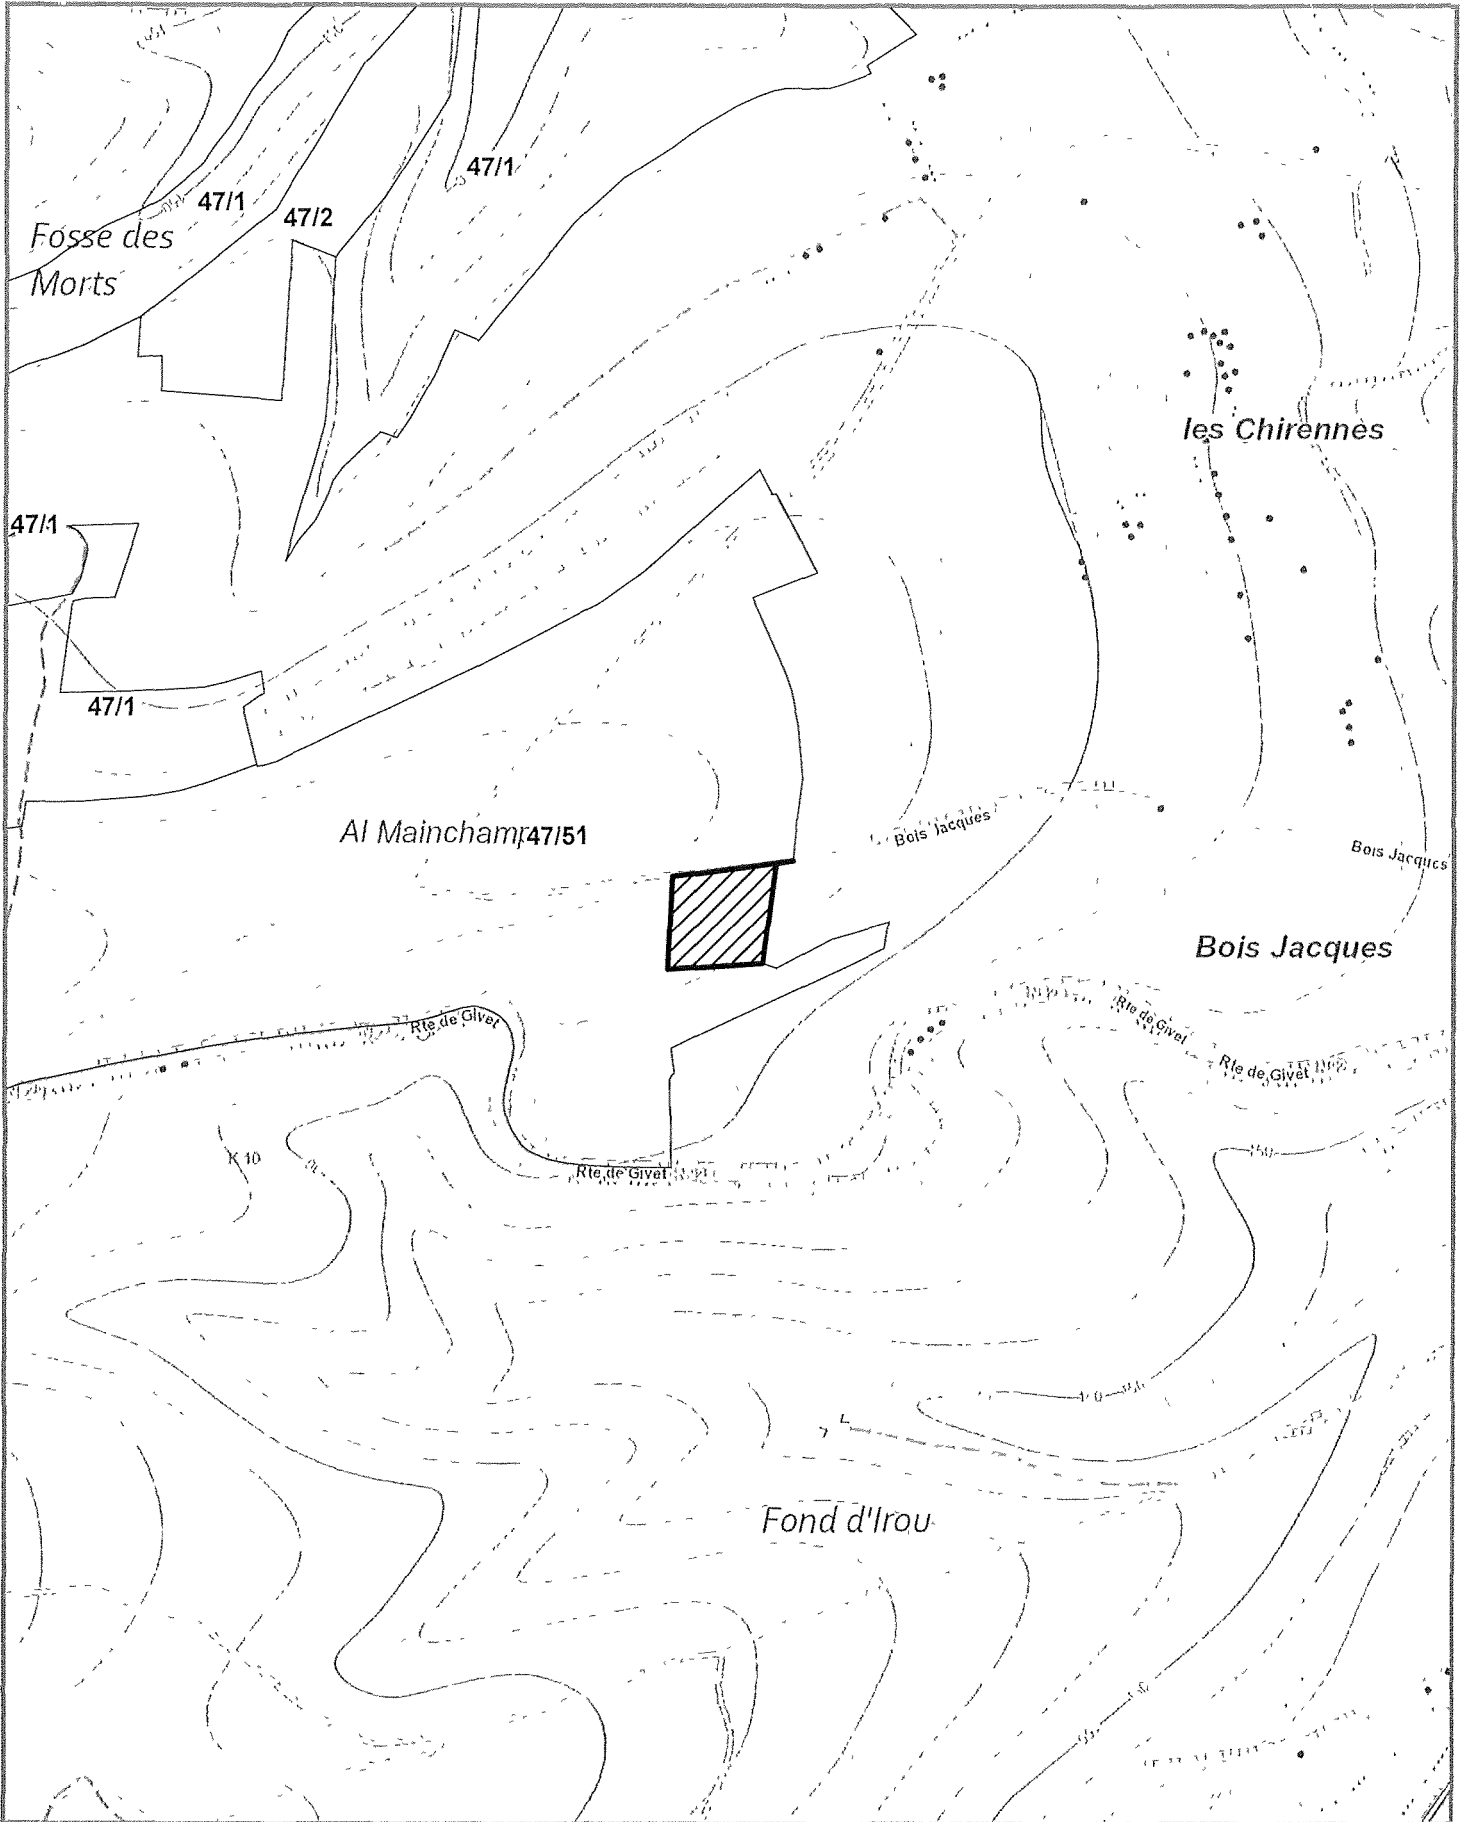 47/1
47/1
47/2
Fosse des
Morts
les Chirennes
47/1
47/1
Al Mainchamp
47/51
Bois Jacques
Bois Jacques
Bois Jacques
Rte de Givet
Rte de Givet
Rte de Givet
K 10
150
Rte de Givet
Fond d'Irou